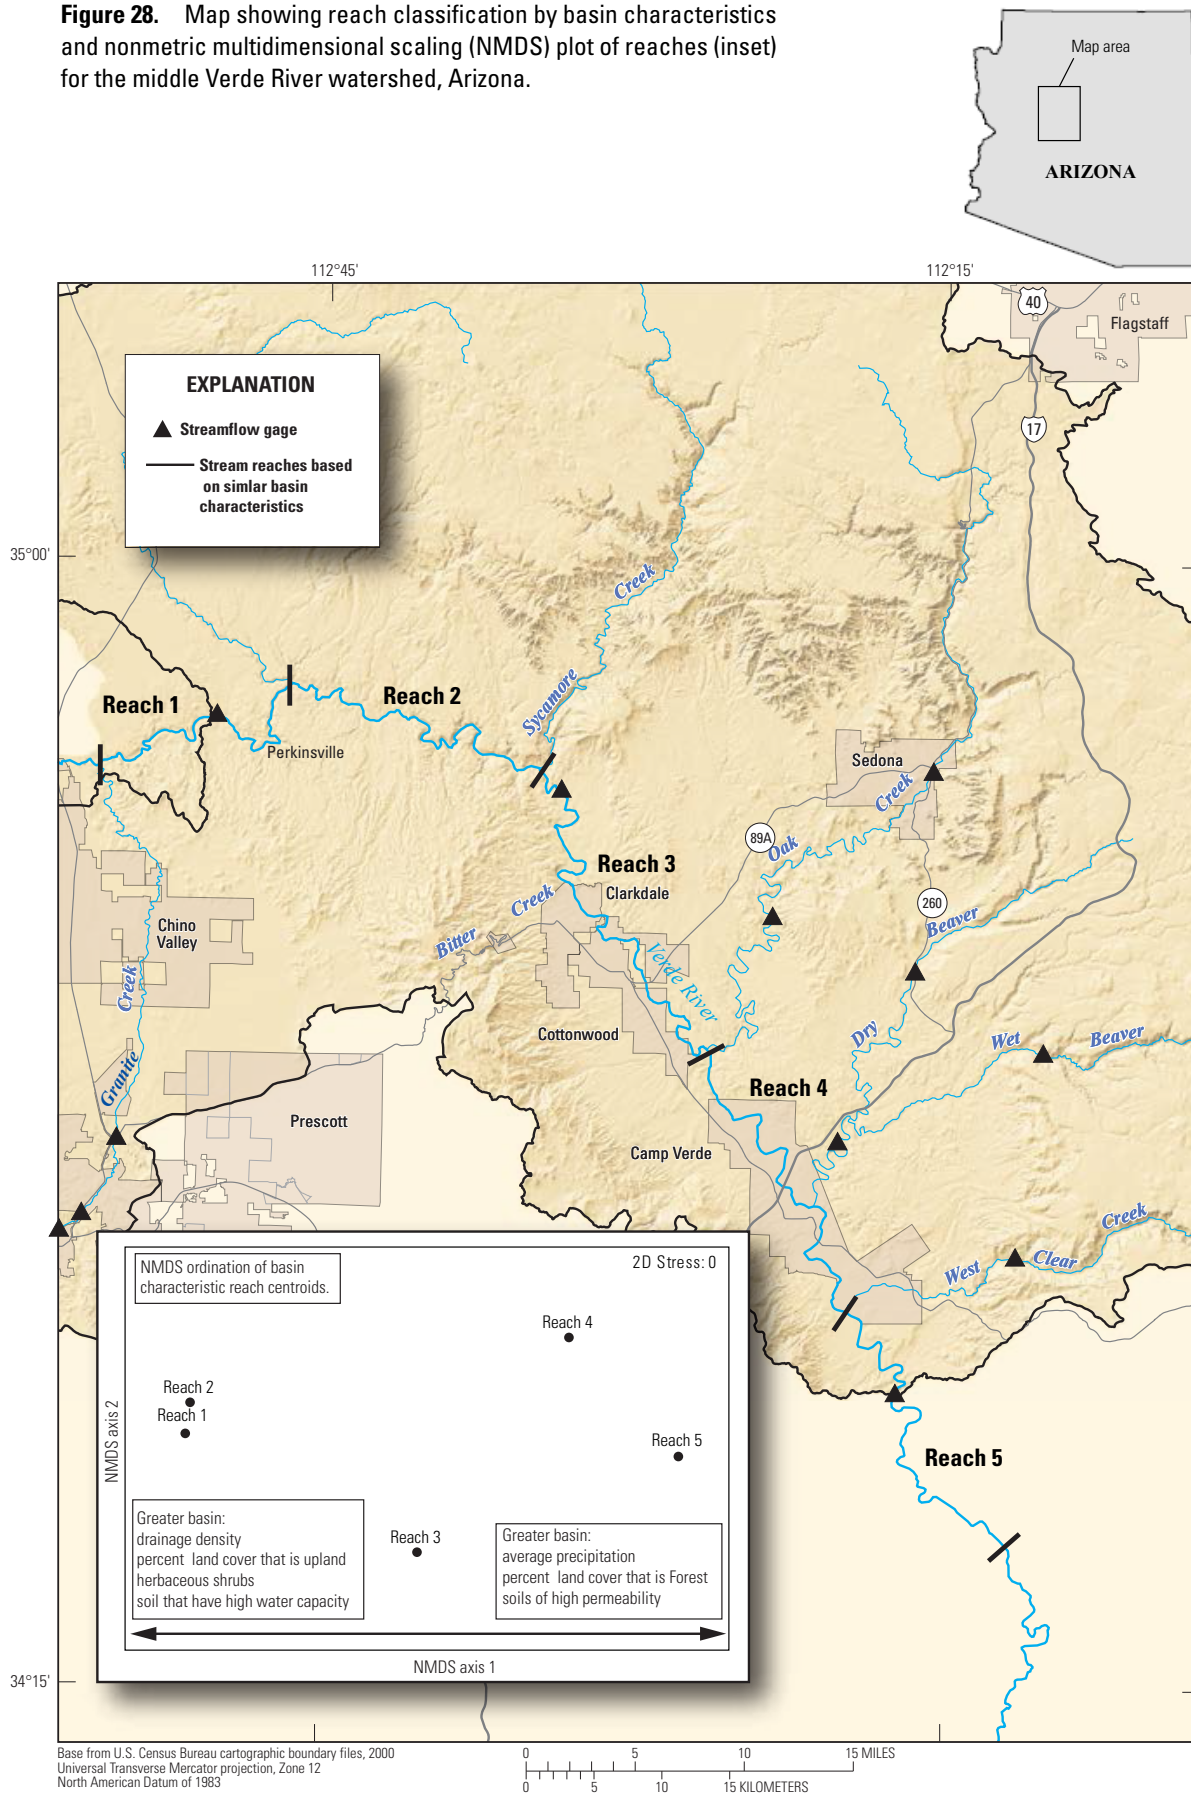 Figure 28. Map showing reach classification by basin characteristics
and nonmetric multidimensional scaling (NMDS) plot of reaches (inset)
for the middle Verde River watershed, Arizona.
Map area
ARIZONA
112°45'
112°15'
40
Flagstaff
EXPLANATION
Streamflow gage
Stream reaches based
on simlar basin
characteristics
17
35°00'
Creek
Sycamore
Reach 1
Reach 2
Perkinsville
Sedona
Creek
89A
Oak
Reach 3
Clarkdale
Creek
Bitter
260
Beaver
Chino
Valley
Creek
Verde River
Cottonwood
Dry
Wet
Beaver
Granite
Reach 4
Prescott
Camp Verde
Creek
Clear
West
NMDS ordination of basin
characteristic reach centroids.
2D Stress: 0
Reach 4
Reach 2
Reach 1
Reach 5
NMDS axis 2
Reach 3
Greater basin:
drainage density
percent land cover that is upland
herbaceous shrubs
soil that have high water capacity
Greater basin:
average precipitation
percent land cover that is Forest
soils of high permeability
NMDS axis 1
Reach 5
34°15'
Base from U.S. Census Bureau cartographic boundary files, 2000
Universal Transverse Mercator projection, Zone 12
North American Datum of 1983
0 5 10 15 MILES
0 5 10 15 KILOMETERS